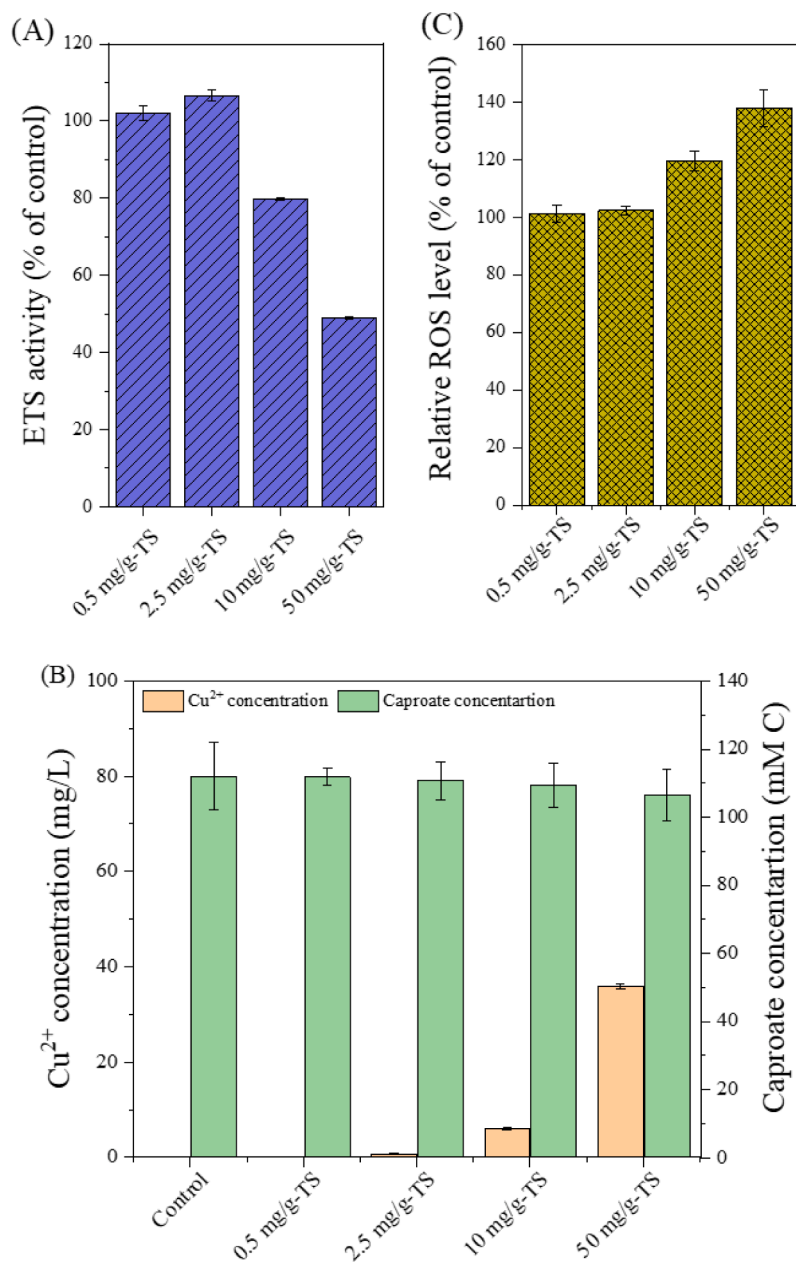 (A)
ETS activity (% of control)
120
100
80
60
40
20
0
0.5 mg/g-TS
2.5 mg/g-TS
10 mg/g-TS
50 mg/g-TS
(C)
Relative ROS level (% of control)
160
140
120
100
80
60
40
20
0
0.5 mg/g-TS
2.5 mg/g-TS
10 mg/g-TS
50 mg/g-TS
(B)
Cu²⁺ concentration (mg/L)
100
80
60
40
20
0
Cu²⁺ concentration
Caproate concentartion
140
120
100
80
60
40
20
0
Caproate concentartion (mM C)
Control
0.5 mg/g-TS
2.5 mg/g-TS
10 mg/g-TS
50 mg/g-TS